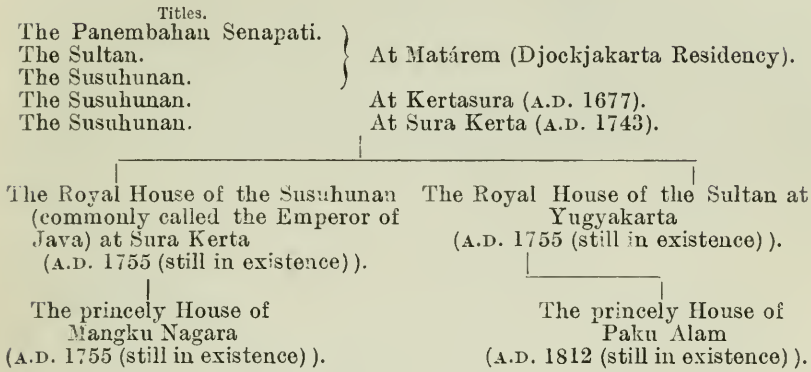 Titles.
The Panembahan Senapati.
The Sultan. At Matárem (Djockjakarta Residency).
The Susuhunan.
The Susuhunan. At Kertasura (A.D. 1677).
The Susuhunan. At Sura Kerta (A.D. 1743).
The Royal House of the Susuhunan
(commonly called the Emperor of
Java) at Sura Kerta
(A.D. 1755 (still in existence) ).
The Royal House of the Sultan at
Yugyakarta
(A.D. 1755 (still in existence) ).
The princely House of
Mangku Nagara
(A.D. 1755 (still in existence) ).
The princely House of
Paku Alam
(A.D. 1812 (still in existence) ).